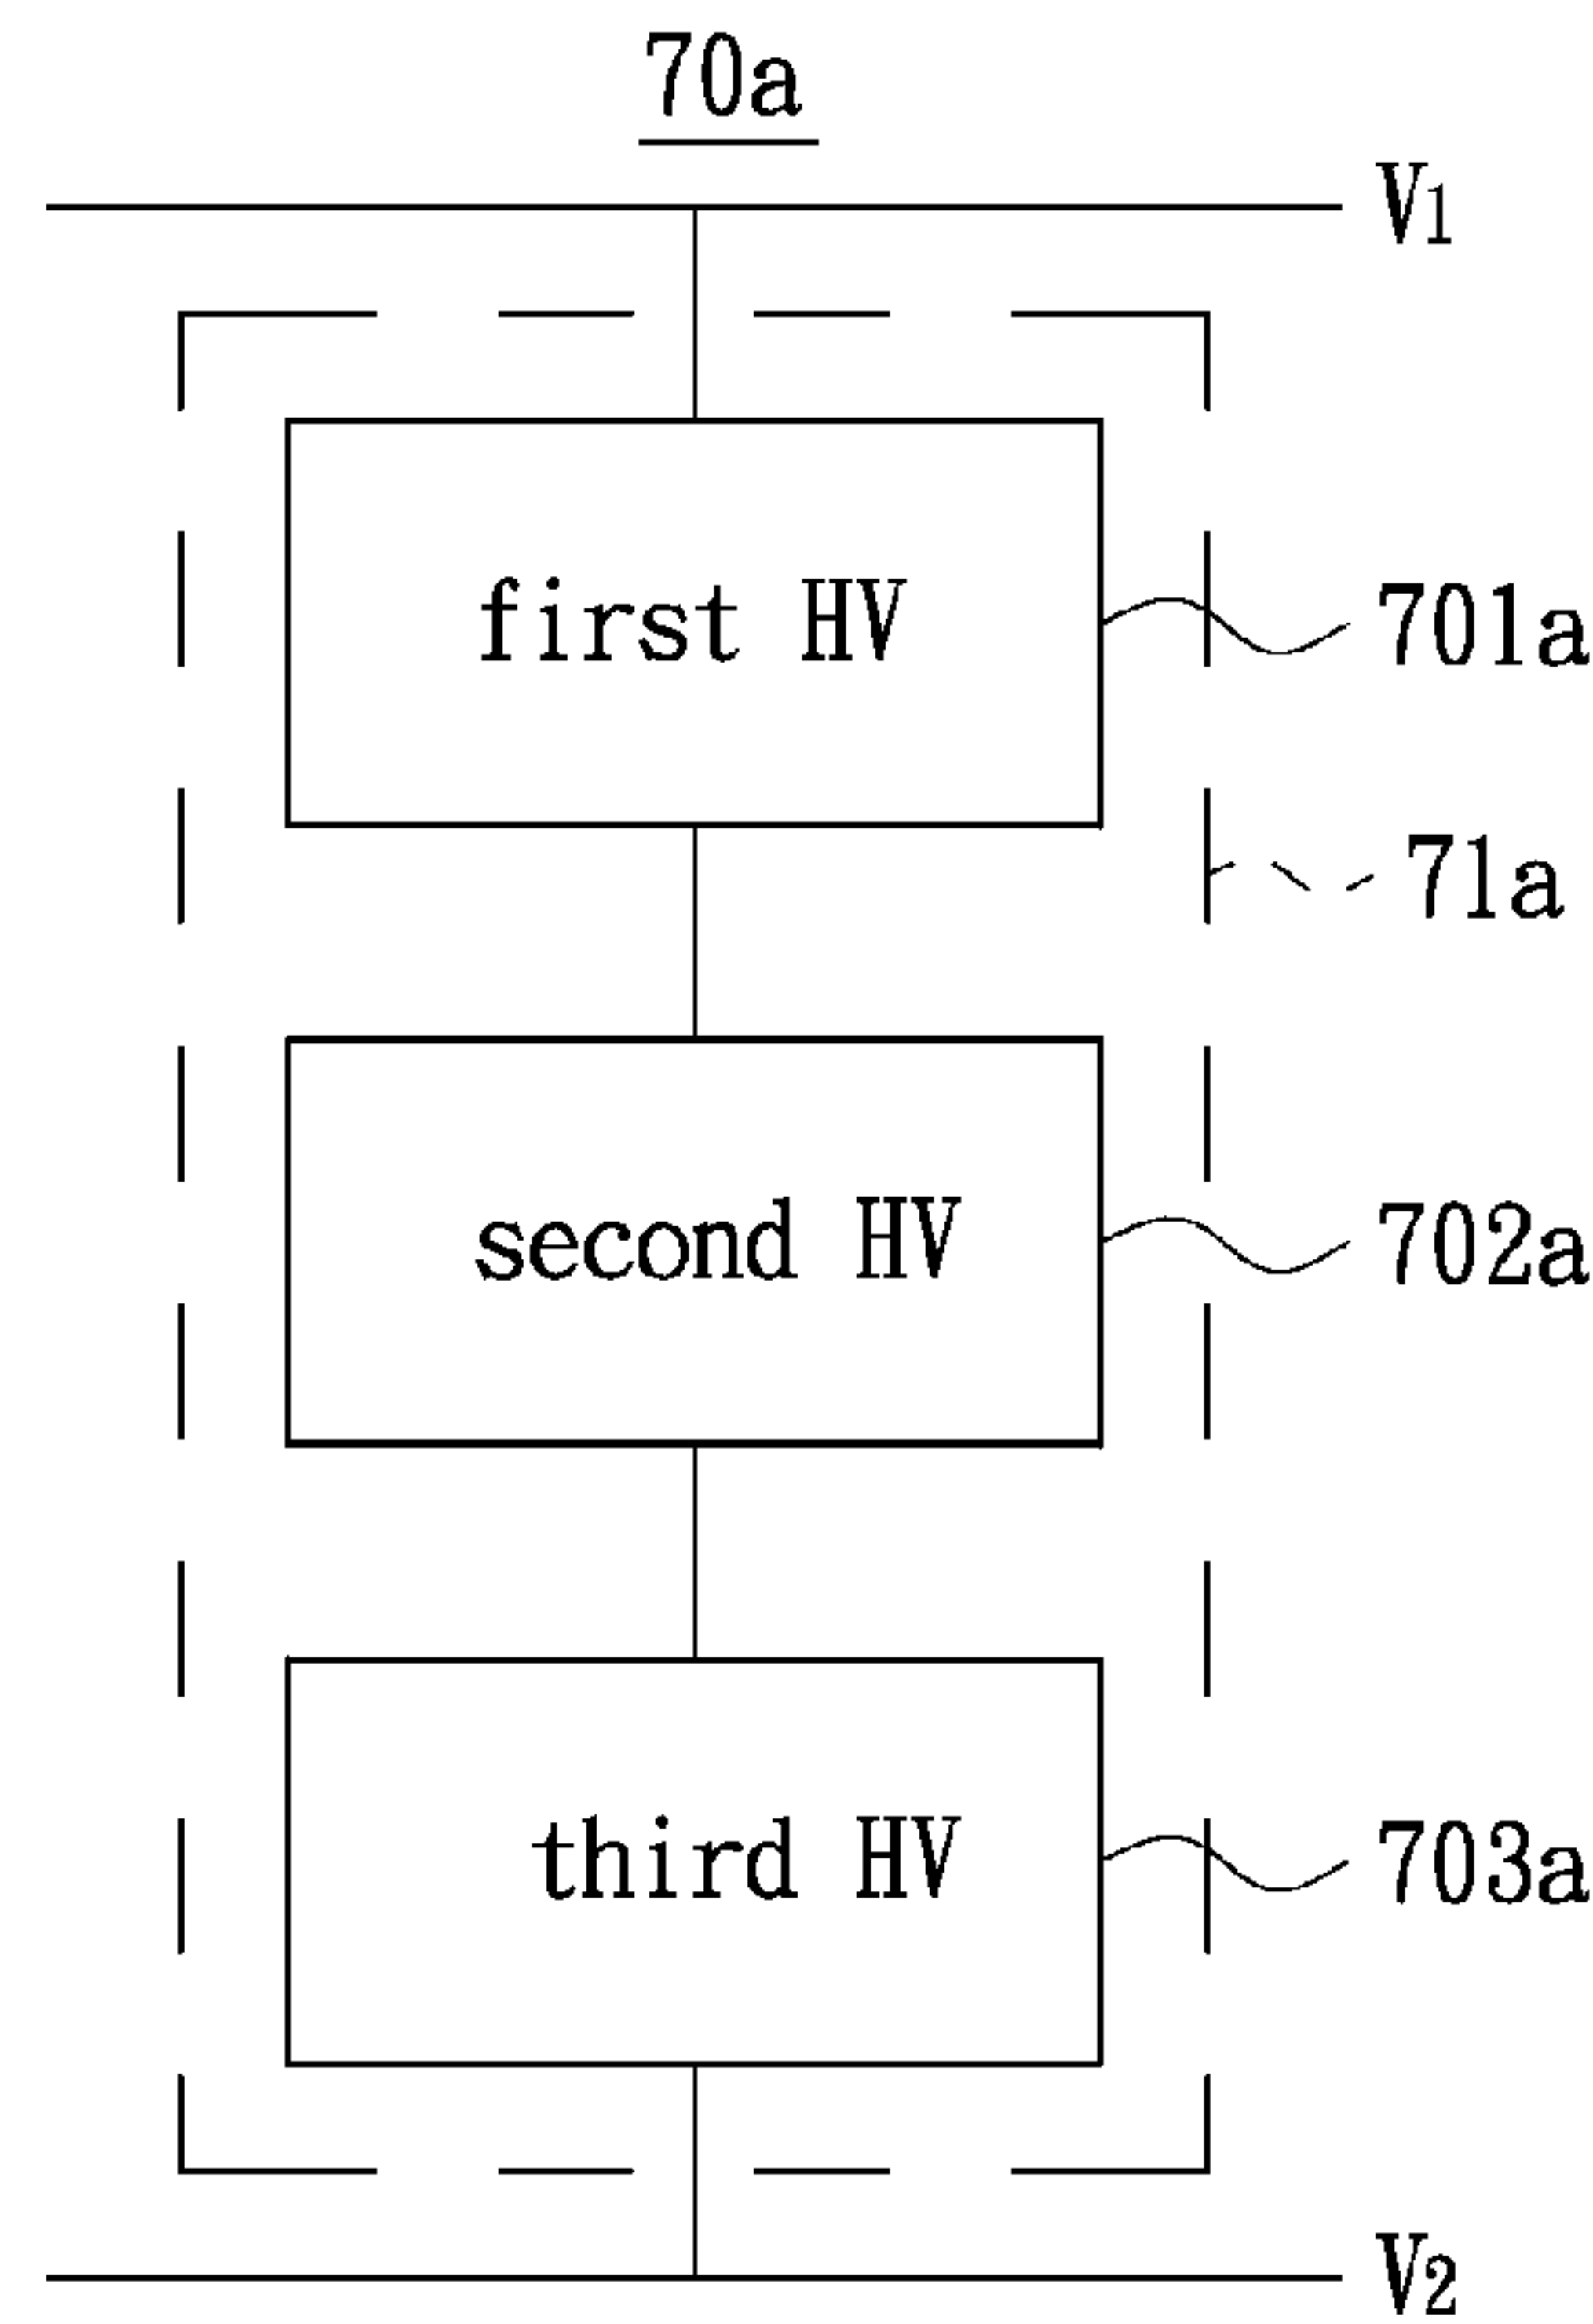 70a
V1
first HV
701a
71a
second HV
702a
third HV
703a
V2